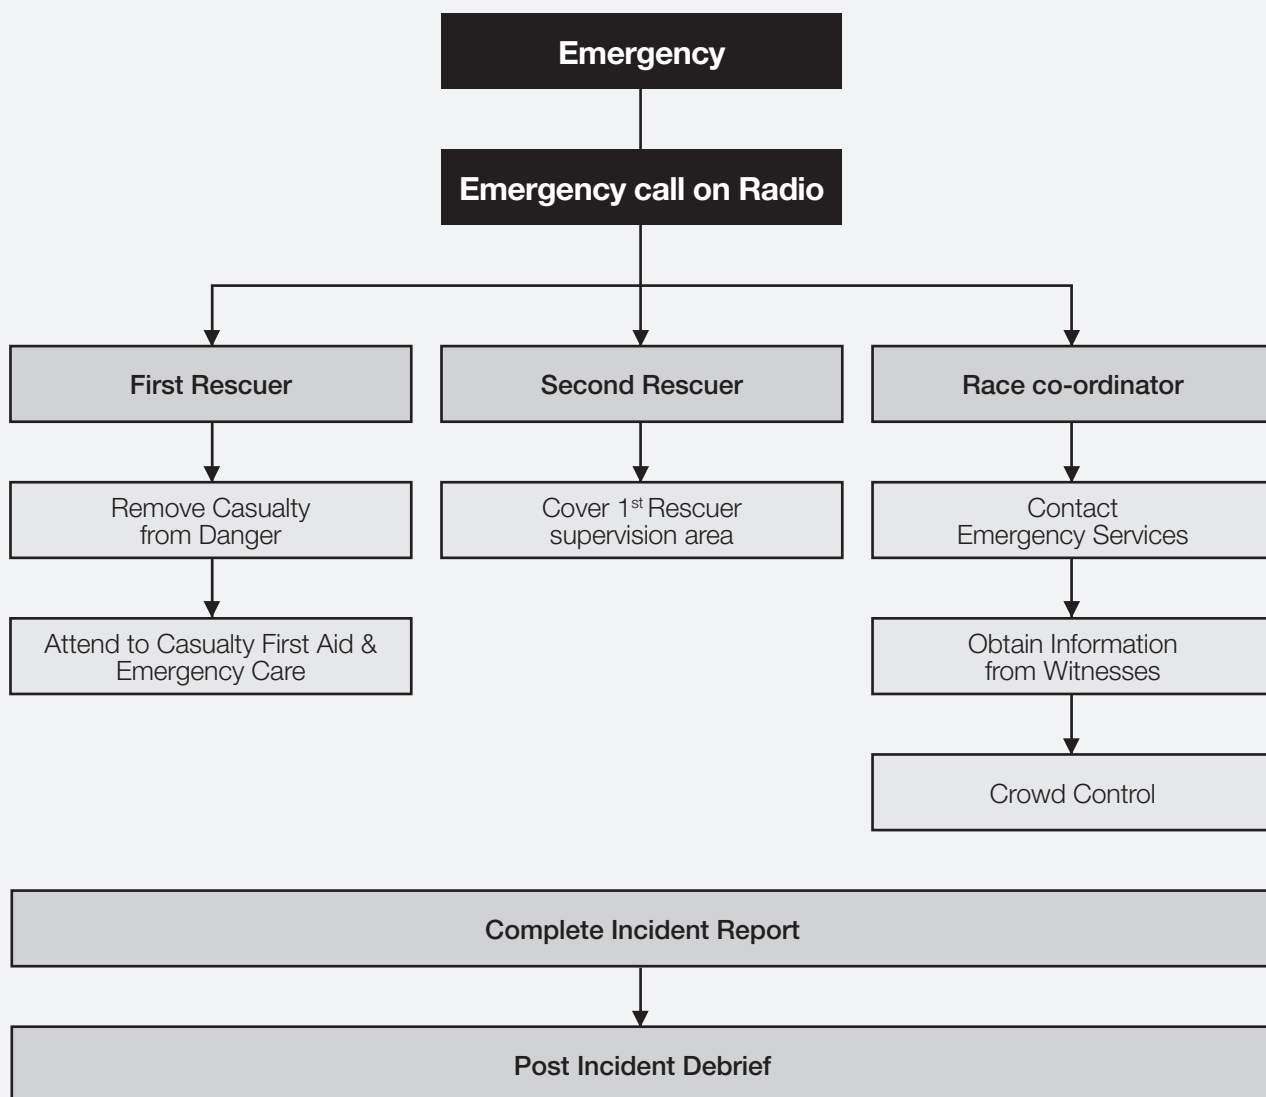 Emergency
Emergency call on Radio
First Rescuer
Second Rescuer
Race co-ordinator
Remove Casualty
from Danger
Cover 1st Rescuer
supervision area
Contact
Emergency Services
Attend to Casualty First Aid &
Emergency Care
Obtain Information
from Witnesses
Crowd Control
Complete Incident Report
Post Incident Debrief